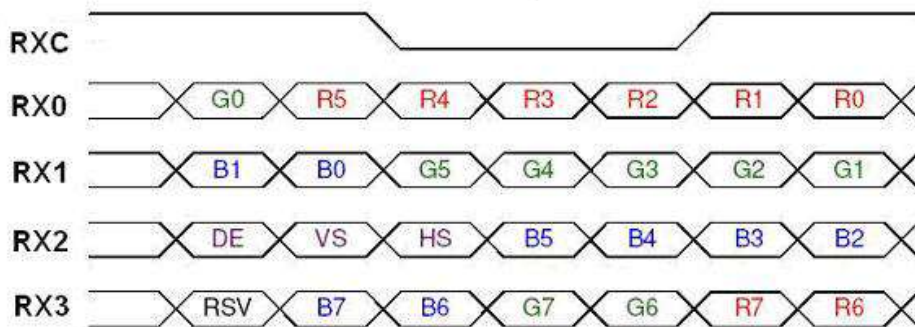 RXC
RX0 G0 R5 R4 R3 R2 R1 R0
RX1 B1 B0 G5 G4 G3 G2 G1
RX2 DE VS HS B5 B4 B3 B2
RX3 RSV B7 B6 G7 G6 R7 R6